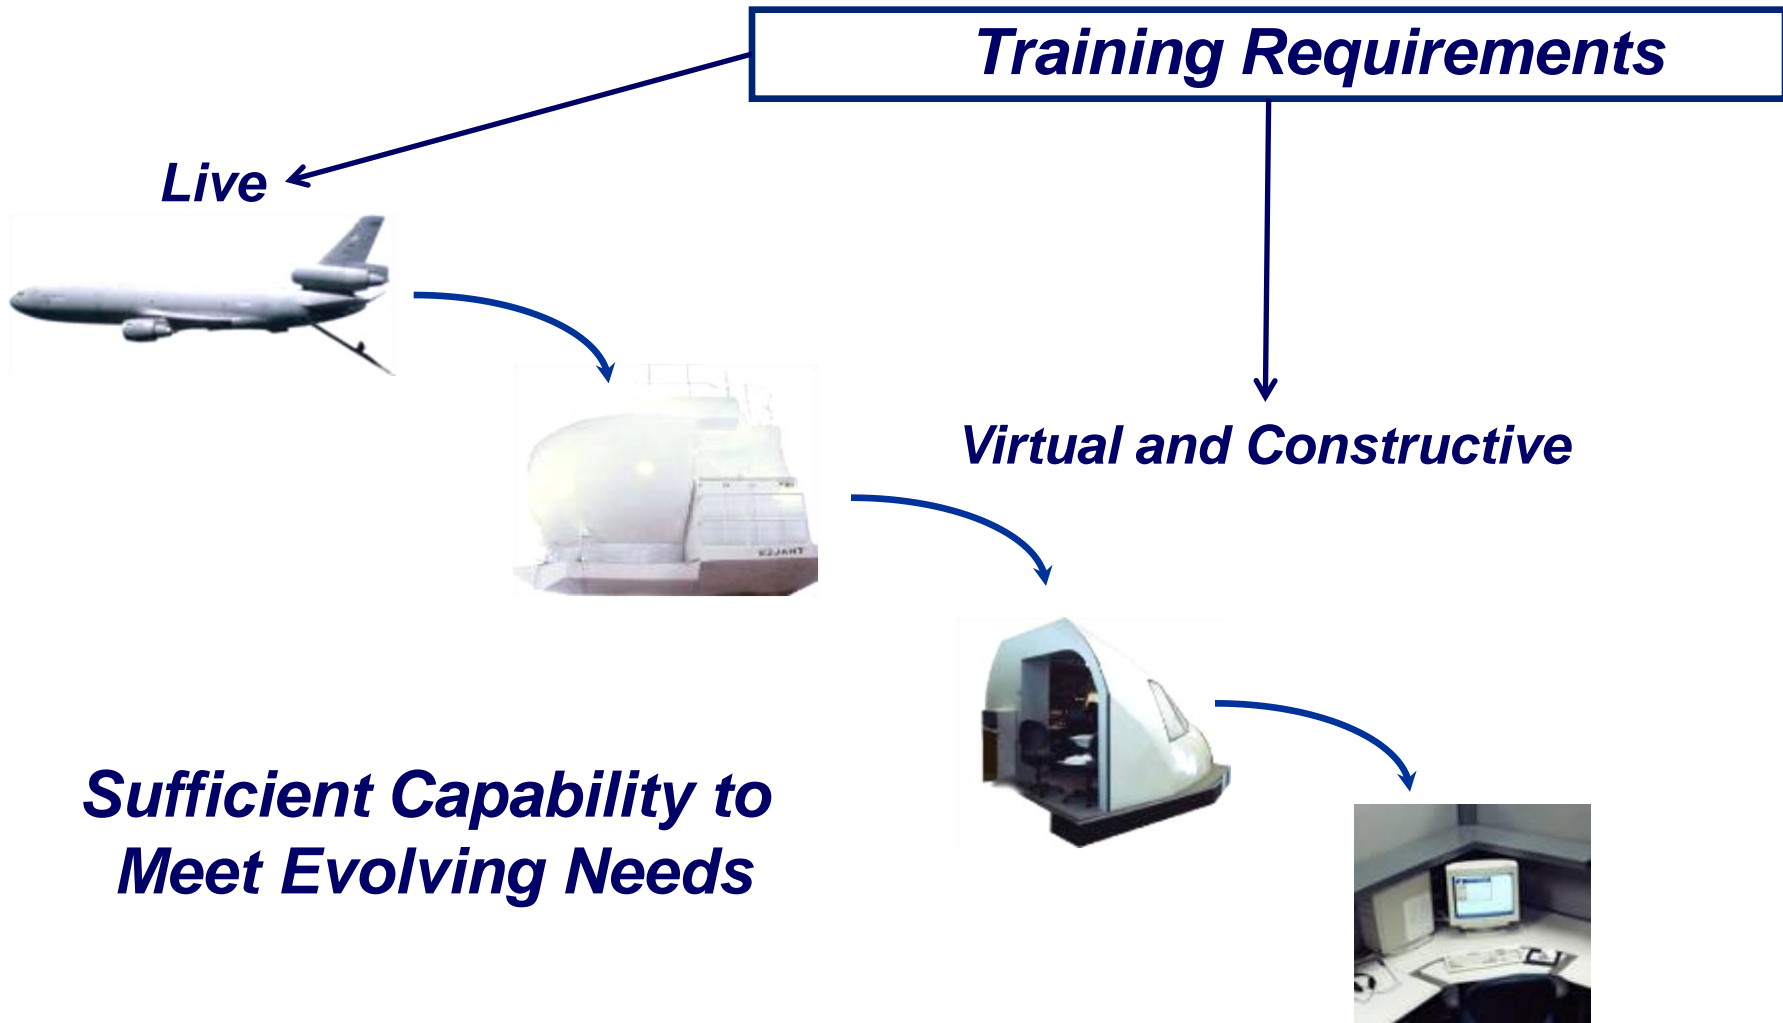 Training Requirements
Live
Virtual and Constructive
Sufficient Capability to
Meet Evolving Needs